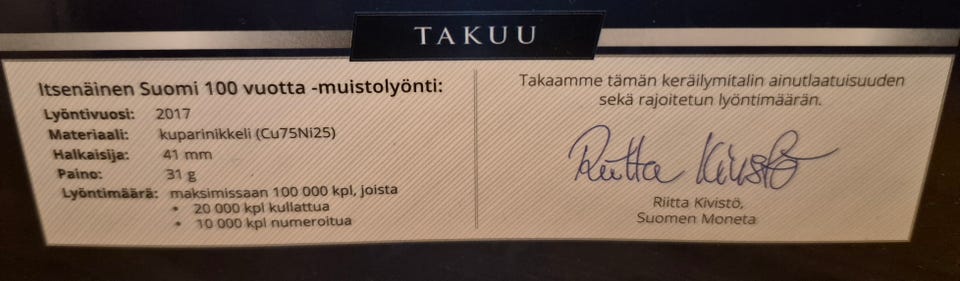 TAKUU
Itsenäinen Suomi 100 vuotta -muistolyönti:
Lyöntivuosi: 2017
Materiaali: kuparinikkeli (Cu75Ni25)
Halkaisija: 41 mm
Paino: 31 g
Lyöntimäärä: maksimissaan 100 000 kpl, joista
• 20 000 kpl kullattua
• 10 000 kpl numeroitua
Takaamme tämän keräilymitalin ainutlaatuisuuden
sekä rajoitetun lyöntimäärän.
Riitta Kivistö
Riitta Kivistö,
Suomen Moneta